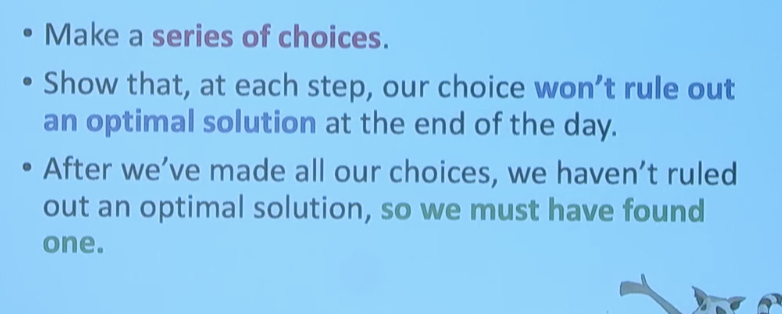 • Make a series of choices.
• Show that, at each step, our choice won't rule out
an optimal solution at the end of the day.
• After we've made all our choices, we haven't ruled
out an optimal solution, so we must have found
one.